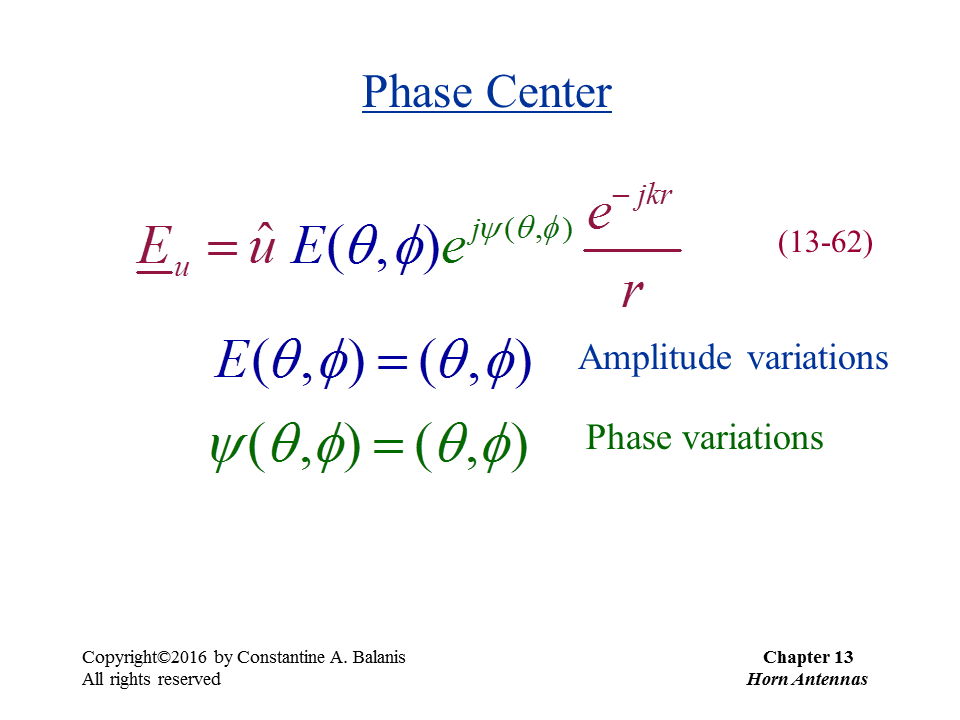 Phase Center
E̲ᵤ = û E(θ,ϕ)e^{jψ(θ,ϕ)} e^{−jkr}/r (13-62)
E(θ,ϕ) = (θ,ϕ) Amplitude variations
ψ(θ,ϕ) = (θ,ϕ) Phase variations
Copyright©2016 by Constantine A. Balanis
All rights reserved
Chapter 13
Horn Antennas